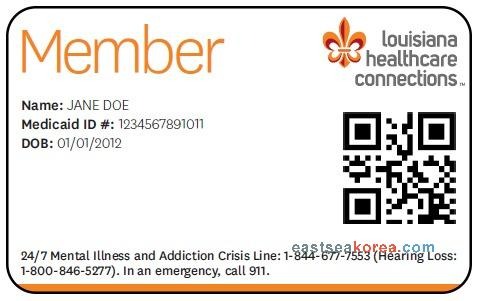 Member
louisiana
healthcare
connections™
Name: JANE DOE
Medicaid ID #: 1234567891011
DOB: 01/01/2012
eastseakorea.com
24/7 Mental Illness and Addiction Crisis Line: 1-844-677-7553 (Hearing Loss:
1-800-846-5277). In an emergency, call 911.